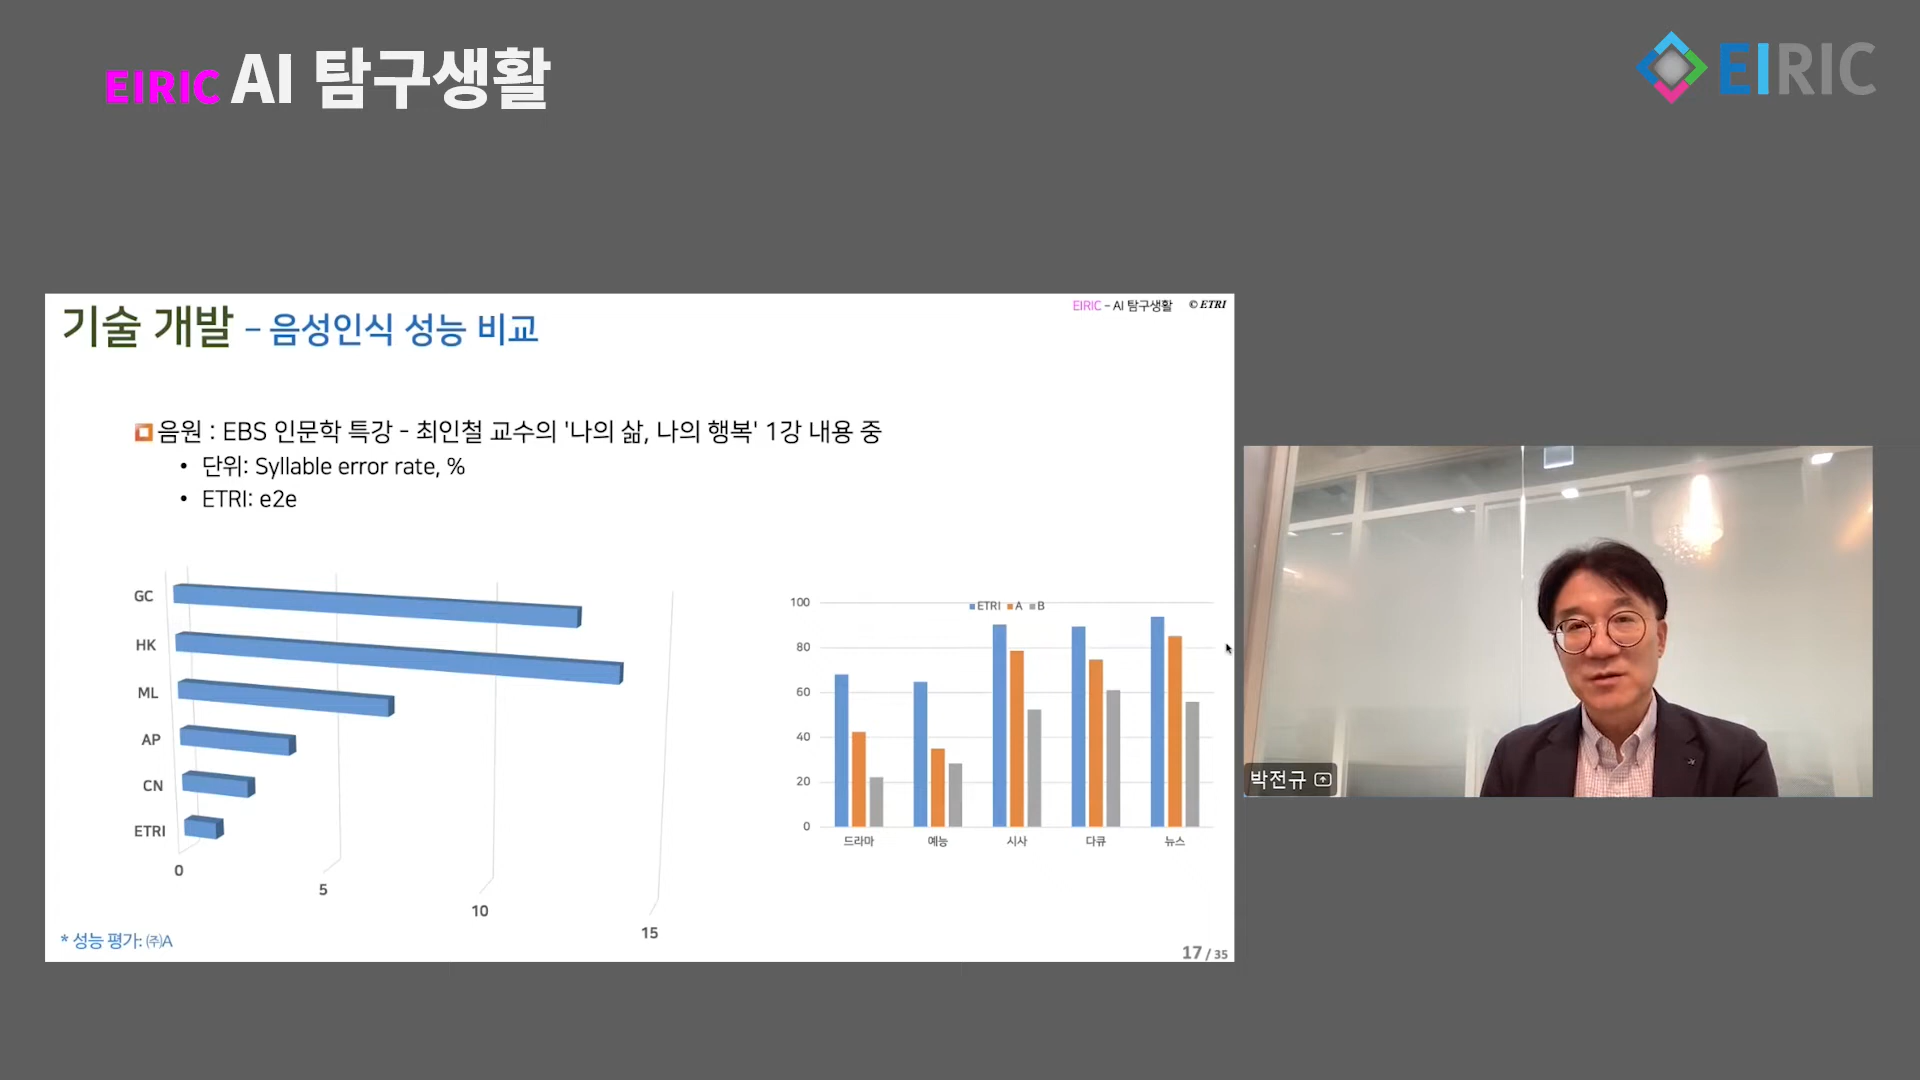 EIRIC AI 탐구생활
EIRIC
기술 개발 – 음성인식 성능 비교
EIRIC – AI 탐구생활 © ETRI
음원 : EBS 인문학 특강 - 최인철 교수의 '나의 삶, 나의 행복' 1강 내용 중
• 단위: Syllable error rate, %
• ETRI: e2e
GC
HK
ML
AP
CN
ETRI
0
5
10
15
ETRI A B
100
80
60
40
20
0
드라마 예능 시사 다큐 뉴스
* 성능 평가: ㈜A
17 / 35
박전규